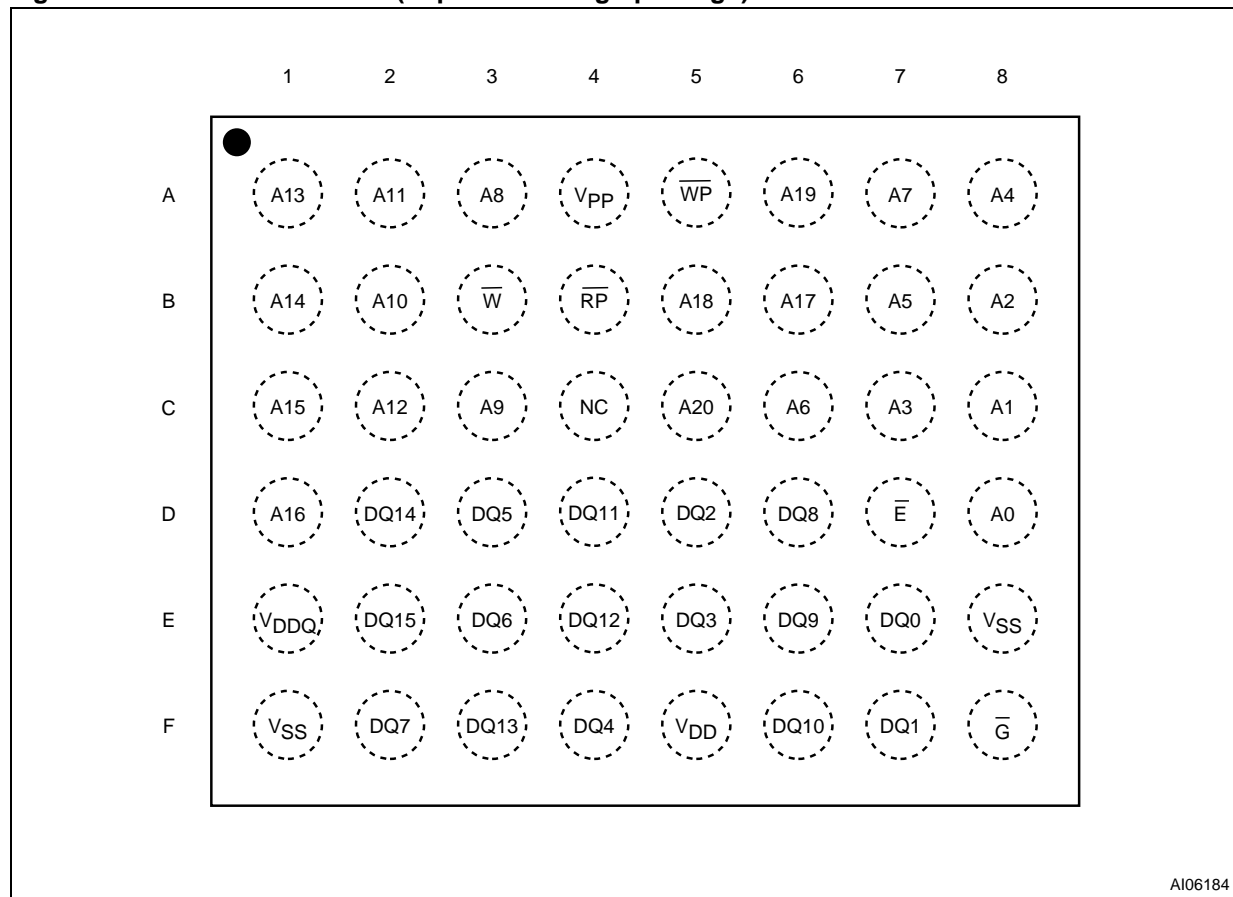 1 2 3 4 5 6 7 8
A A13 A11 A8 VPP W̅P̅ A19 A7 A4
B A14 A10 W̅ R̅P̅ A18 A17 A5 A2
C A15 A12 A9 NC A20 A6 A3 A1
D A16 DQ14 DQ5 DQ11 DQ2 DQ8 E̅ A0
E VDDQ DQ15 DQ6 DQ12 DQ3 DQ9 DQ0 VSS
F VSS DQ7 DQ13 DQ4 VDD DQ10 DQ1 G̅
AI06184